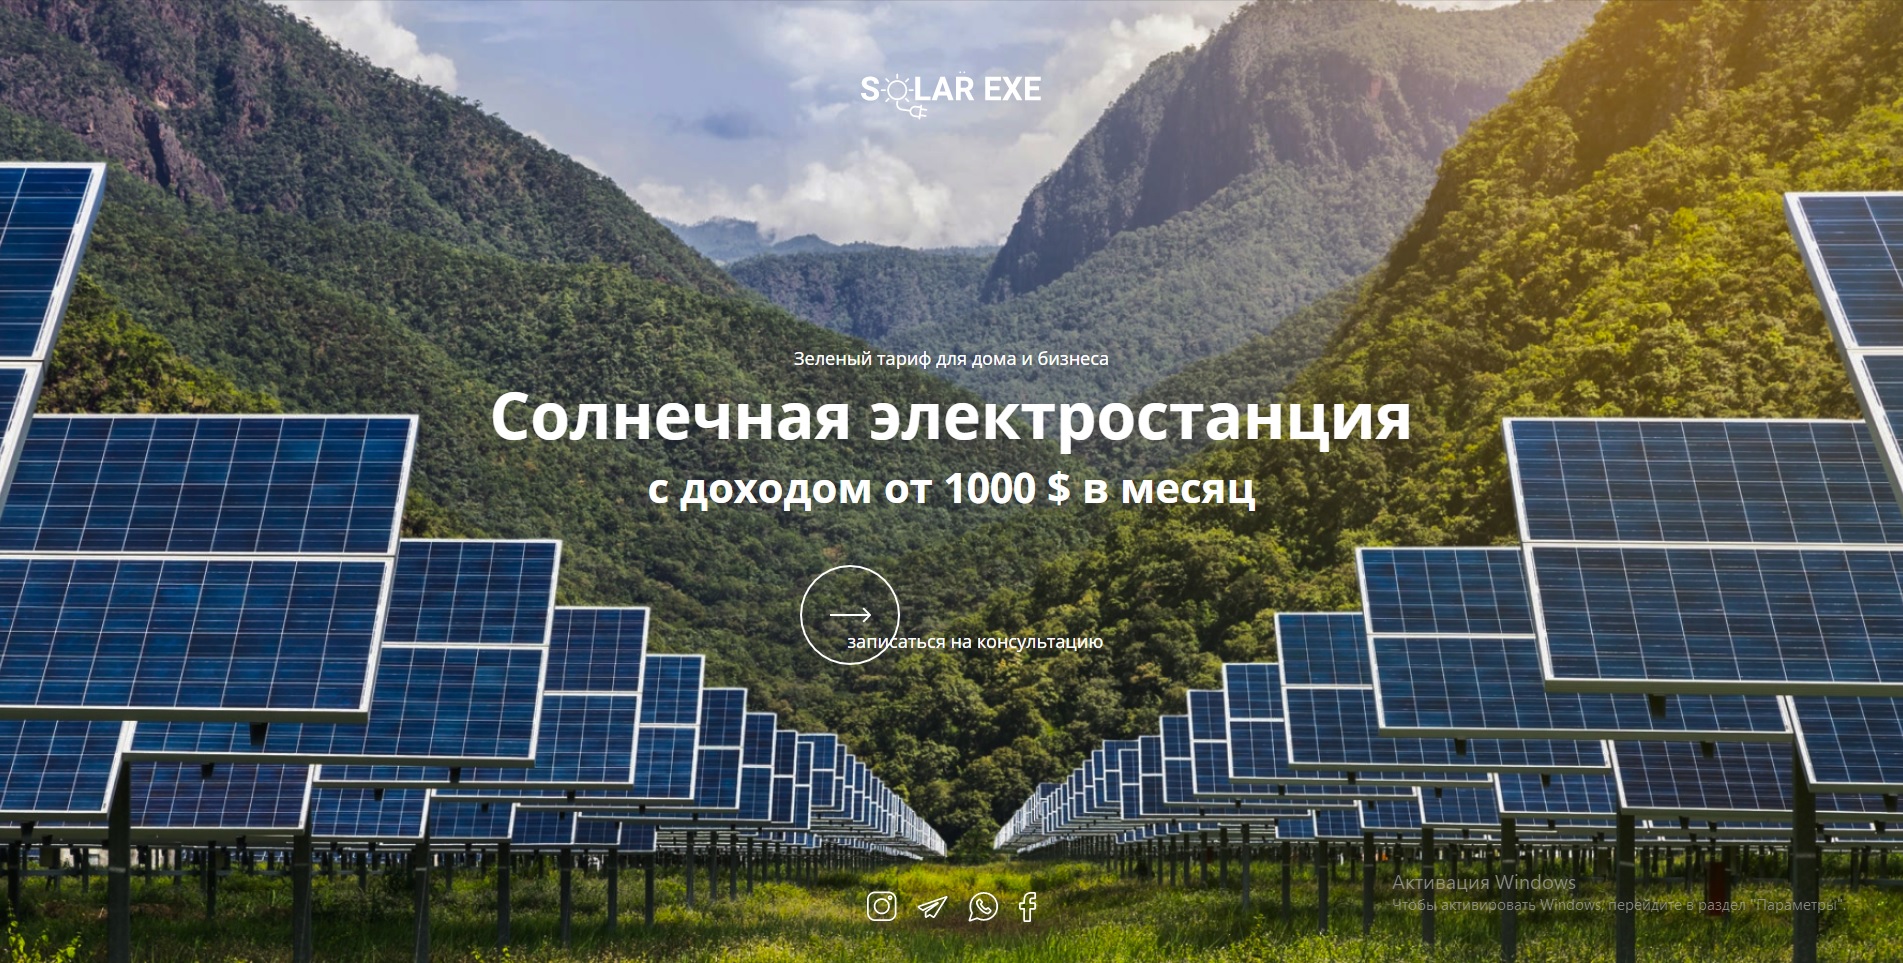 SOLAR EXE
Зеленый тариф для дома и бизнеса
Солнечная электростанция
с доходом от 1000 $ в месяц
записаться на консультацию
Активация Windows
Чтобы активировать Windows, перейдите в раздел "Параметры".